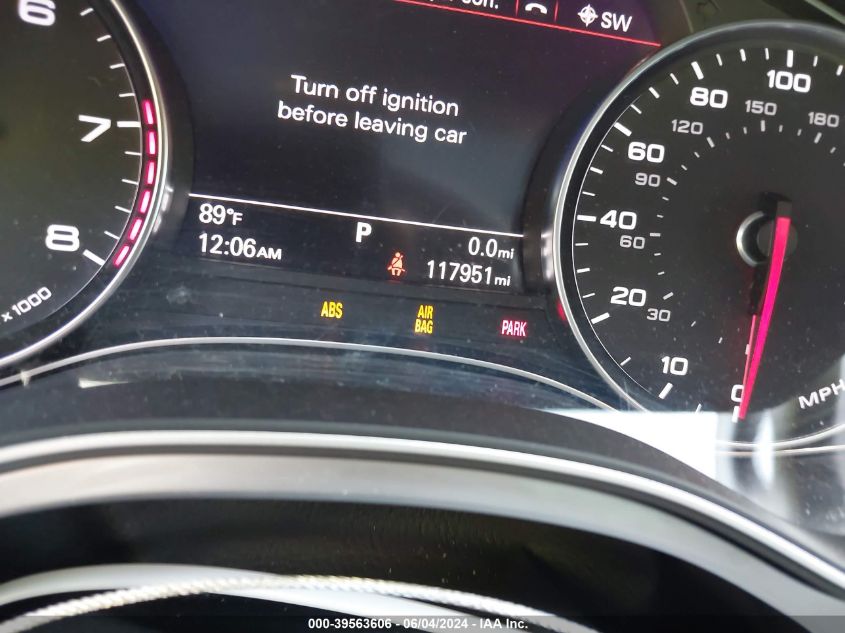 SW
Turn off ignition
before leaving car
6
7
8
x 1000
89°F
12:06AM
P
0.0mi
117951mi
ABS
AIR
BAG
PARK
100
80
150
180
120
60
90
40
60
20
30
10
0
MPH
000-39563606 - 06/04/2024 - IAA Inc.